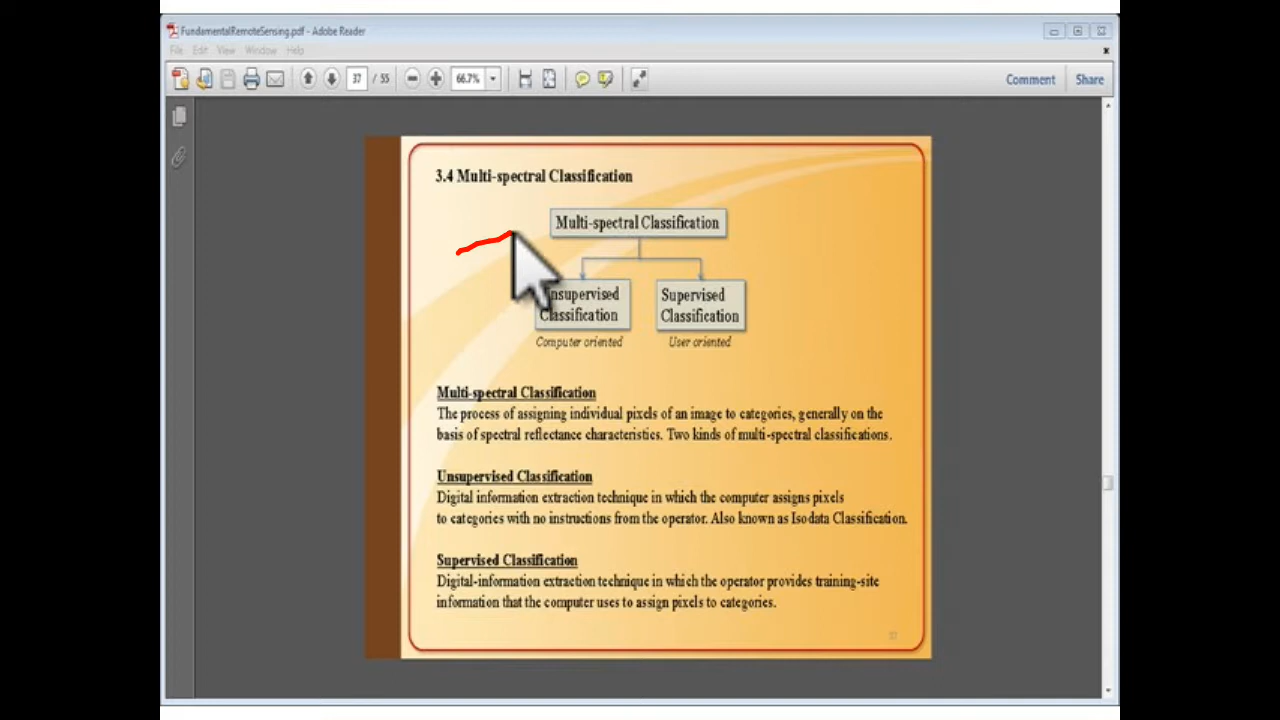 FundamentalRemoteSensing.pdf - Adobe Reader
File Edit View Window Help
37 / 55 66.7% Comment Share
3.4 Multi-spectral Classification
Multi-spectral Classification
Unsupervised Classification
Supervised Classification
Computer oriented
User oriented
Multi-spectral Classification
The process of assigning individual pixels of an image to categories, generally on the
basis of spectral reflectance characteristics. Two kinds of multi-spectral classifications.
Unsupervised Classification
Digital information extraction technique in which the computer assigns pixels
to categories with no instructions from the operator. Also known as Isodata Classification.
Supervised Classification
Digital-information extraction technique in which the operator provides training-site
information that the computer uses to assign pixels to categories.
37